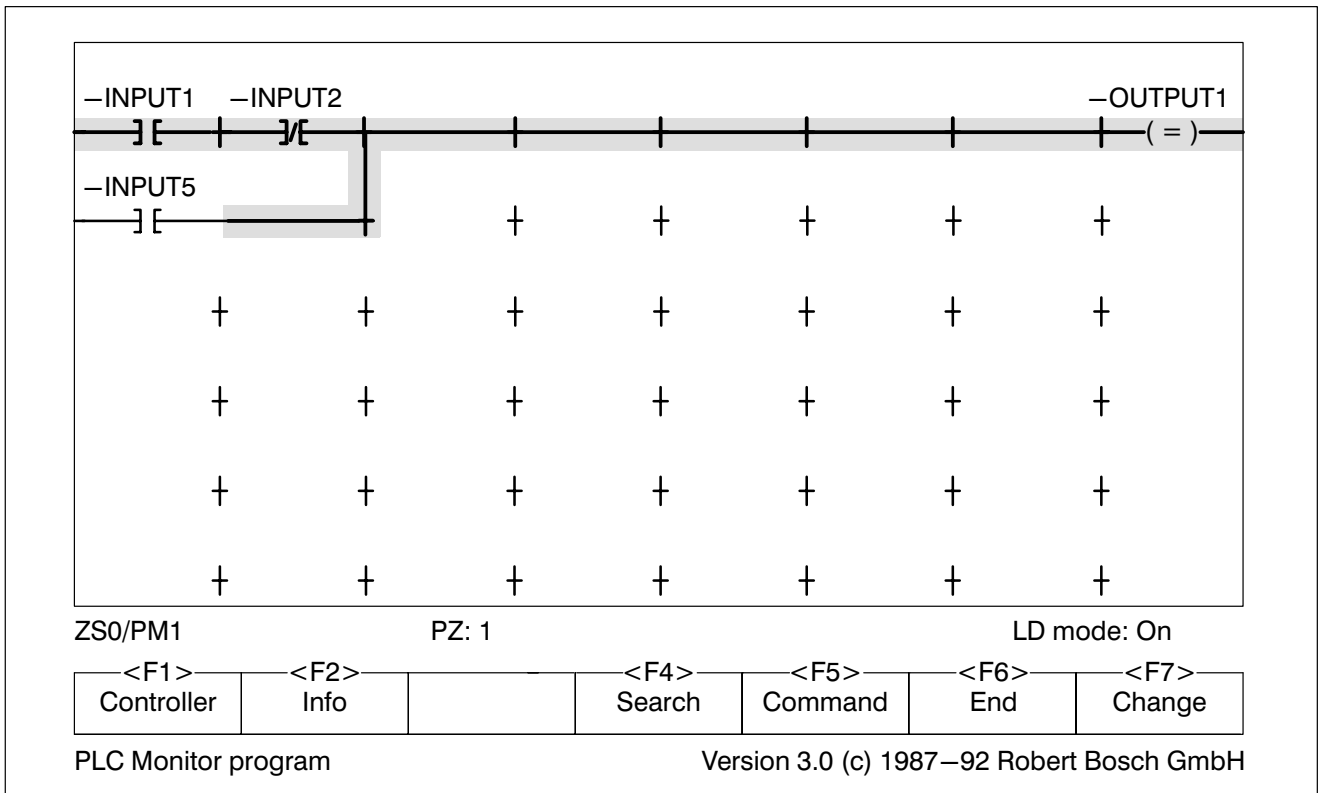 –INPUT1 –INPUT2 –OUTPUT1
( = )
–INPUT5
ZS0/PM1 PZ: 1 LD mode: On
<F1> <F2> <F4> <F5> <F6> <F7>
Controller Info Search Command End Change
PLC Monitor program Version 3.0 (c) 1987–92 Robert Bosch GmbH